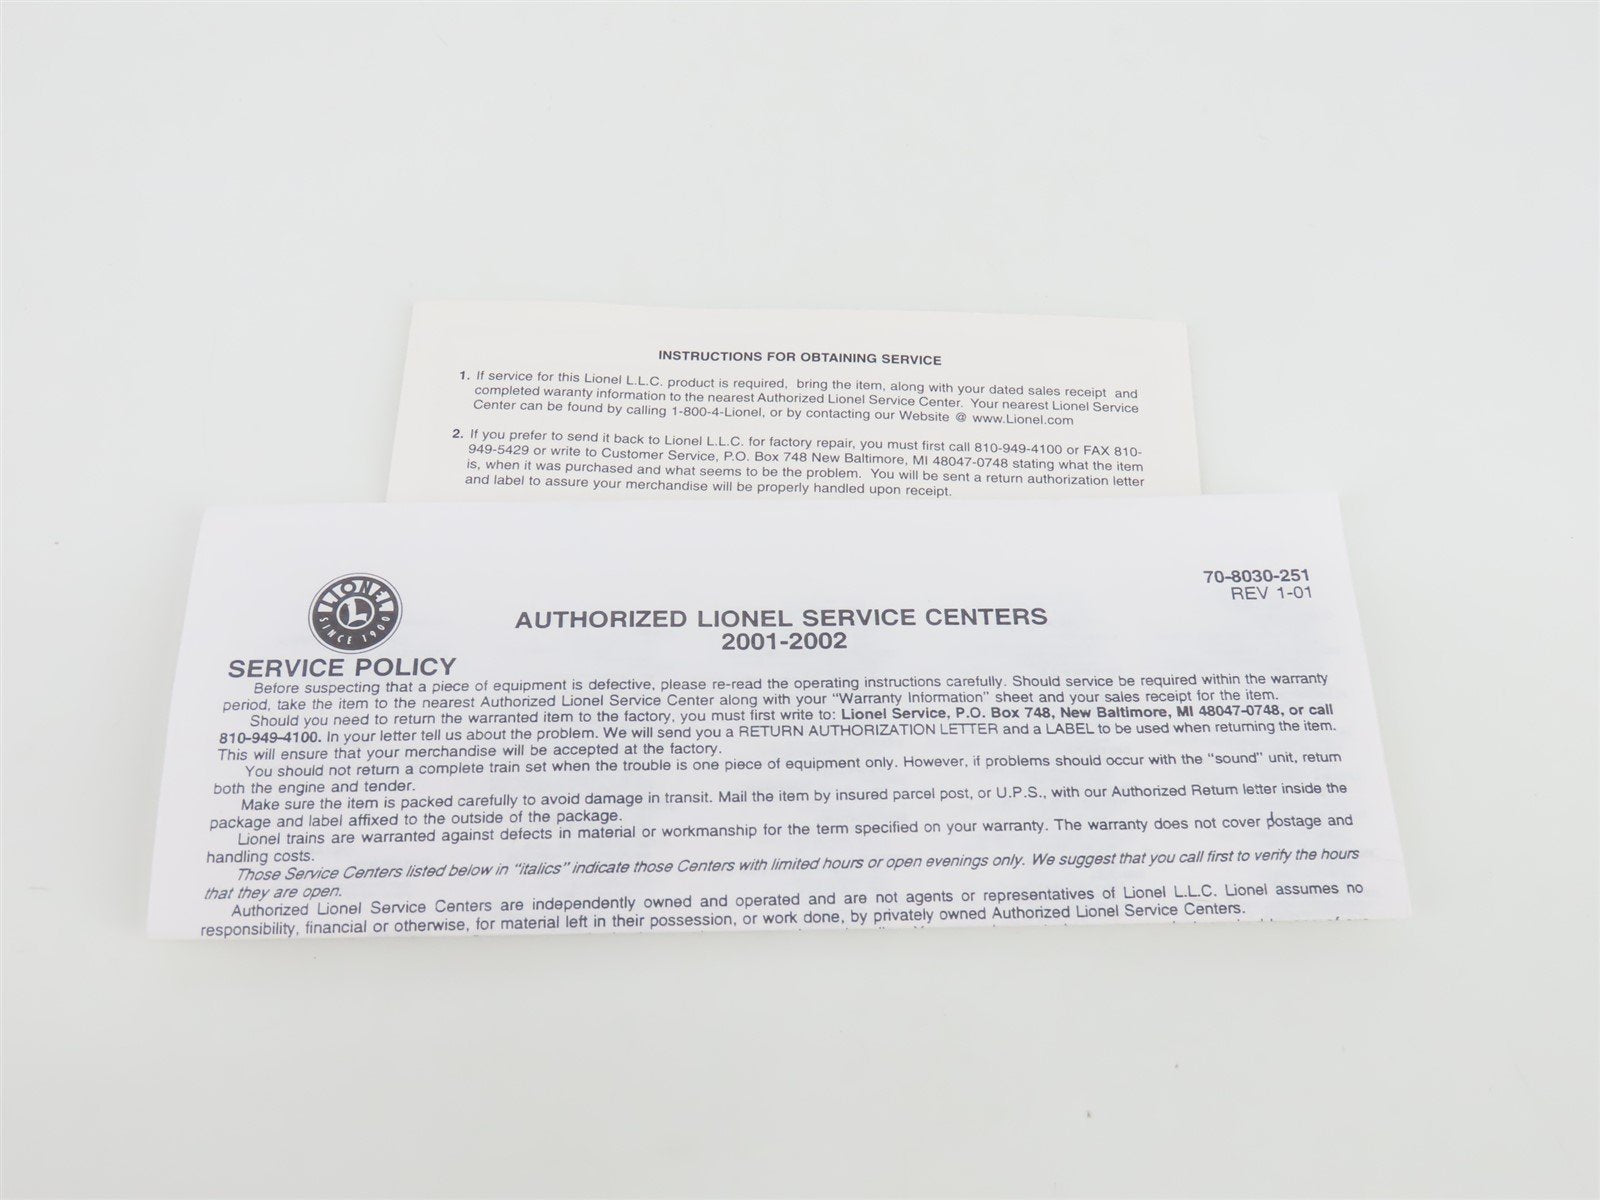 INSTRUCTIONS FOR OBTAINING SERVICE
1. If service for this Lionel L.L.C. product is required, bring the item, along with your dated sales receipt and
completed waranty information to the nearest Authorized Lionel Service Center. Your nearest Lionel Service
Center can be found by calling 1-800-4-Lionel, or by contacting our Website @ www.Lionel.com
2. If you prefer to send it back to Lionel L.L.C. for factory repair, you must first call 810-949-4100 or FAX 810-
949-5429 or write to Customer Service, P.O. Box 748 New Baltimore, MI 48047-0748 stating what the item
is, when it was purchased and what seems to be the problem. You will be sent a return authorization letter
and label to assure your merchandise will be properly handled upon receipt.
70-8030-251
REV 1-01
LIONEL
L
SINCE 1900
AUTHORIZED LIONEL SERVICE CENTERS
2001-2002
SERVICE POLICY
Before suspecting that a piece of equipment is defective, please re-read the operating instructions carefully. Should service be required within the warranty
period, take the item to the nearest Authorized Lionel Service Center along with your "Warranty Information" sheet and your sales receipt for the item.
Should you need to return the warranted item to the factory, you must first write to: Lionel Service, P.O. Box 748, New Baltimore, MI 48047-0748, or call
810-949-4100. In your letter tell us about the problem. We will send you a RETURN AUTHORIZATION LETTER and a LABEL to be used when returning the item.
This will ensure that your merchandise will be accepted at the factory.
You should not return a complete train set when the trouble is one piece of equipment only. However, if problems should occur with the "sound" unit, return
both the engine and tender.
Make sure the item is packed carefully to avoid damage in transit. Mail the item by insured parcel post, or U.P.S., with our Authorized Return letter inside the
package and label affixed to the outside of the package.
Lionel trains are warranted against defects in material or workmanship for the term specified on your warranty. The warranty does not cover postage and
handling costs.
Those Service Centers listed below in "italics" indicate those Centers with limited hours or open evenings only. We suggest that you call first to verify the hours
that they are open.
Authorized Lionel Service Centers are independently owned and operated and are not agents or representatives of Lionel L.L.C. Lionel assumes no
responsibility, financial or otherwise, for material left in their possession, or work done, by privately owned Authorized Lionel Service Centers.